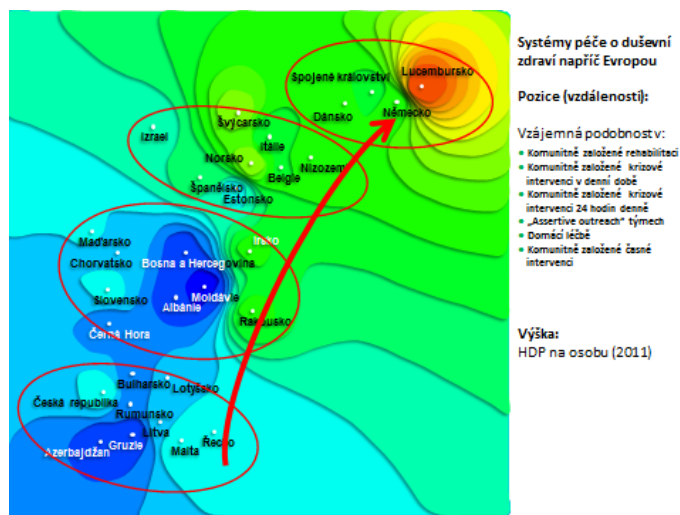 Systémy péče o duševní
zdraví napříč Evropou
Pozice (vzdálenosti):
Vzájemná podobnost v:
Komunitně založené rehabilitaci
Komunitně založené krizové
intervenci v denní době
Komunitně založené krizové
intervenci 24 hodin denně
„Assertive outreach" týmech
Domácí léčbě
Komunitně založené časné
intervenci
Výška:
HDP na osobu (2011)
Lucembursko
Spojené království
Německo
Dánsko
Švýcarsko
Izrael
Itálie
Norsko
Nizozemí
Belgie
Španělsko
Estonsko
Maďarsko
Irsko
Chorvatsko
Bosna a Hercegovina
Slovensko
Moldávie
Albánie
Rakousko
Černá Hora
Bulharsko
Lotyšsko
Česká republika
Rumunsko
Litva
Řecko
Gruzie
Azerbajdžan
Malta